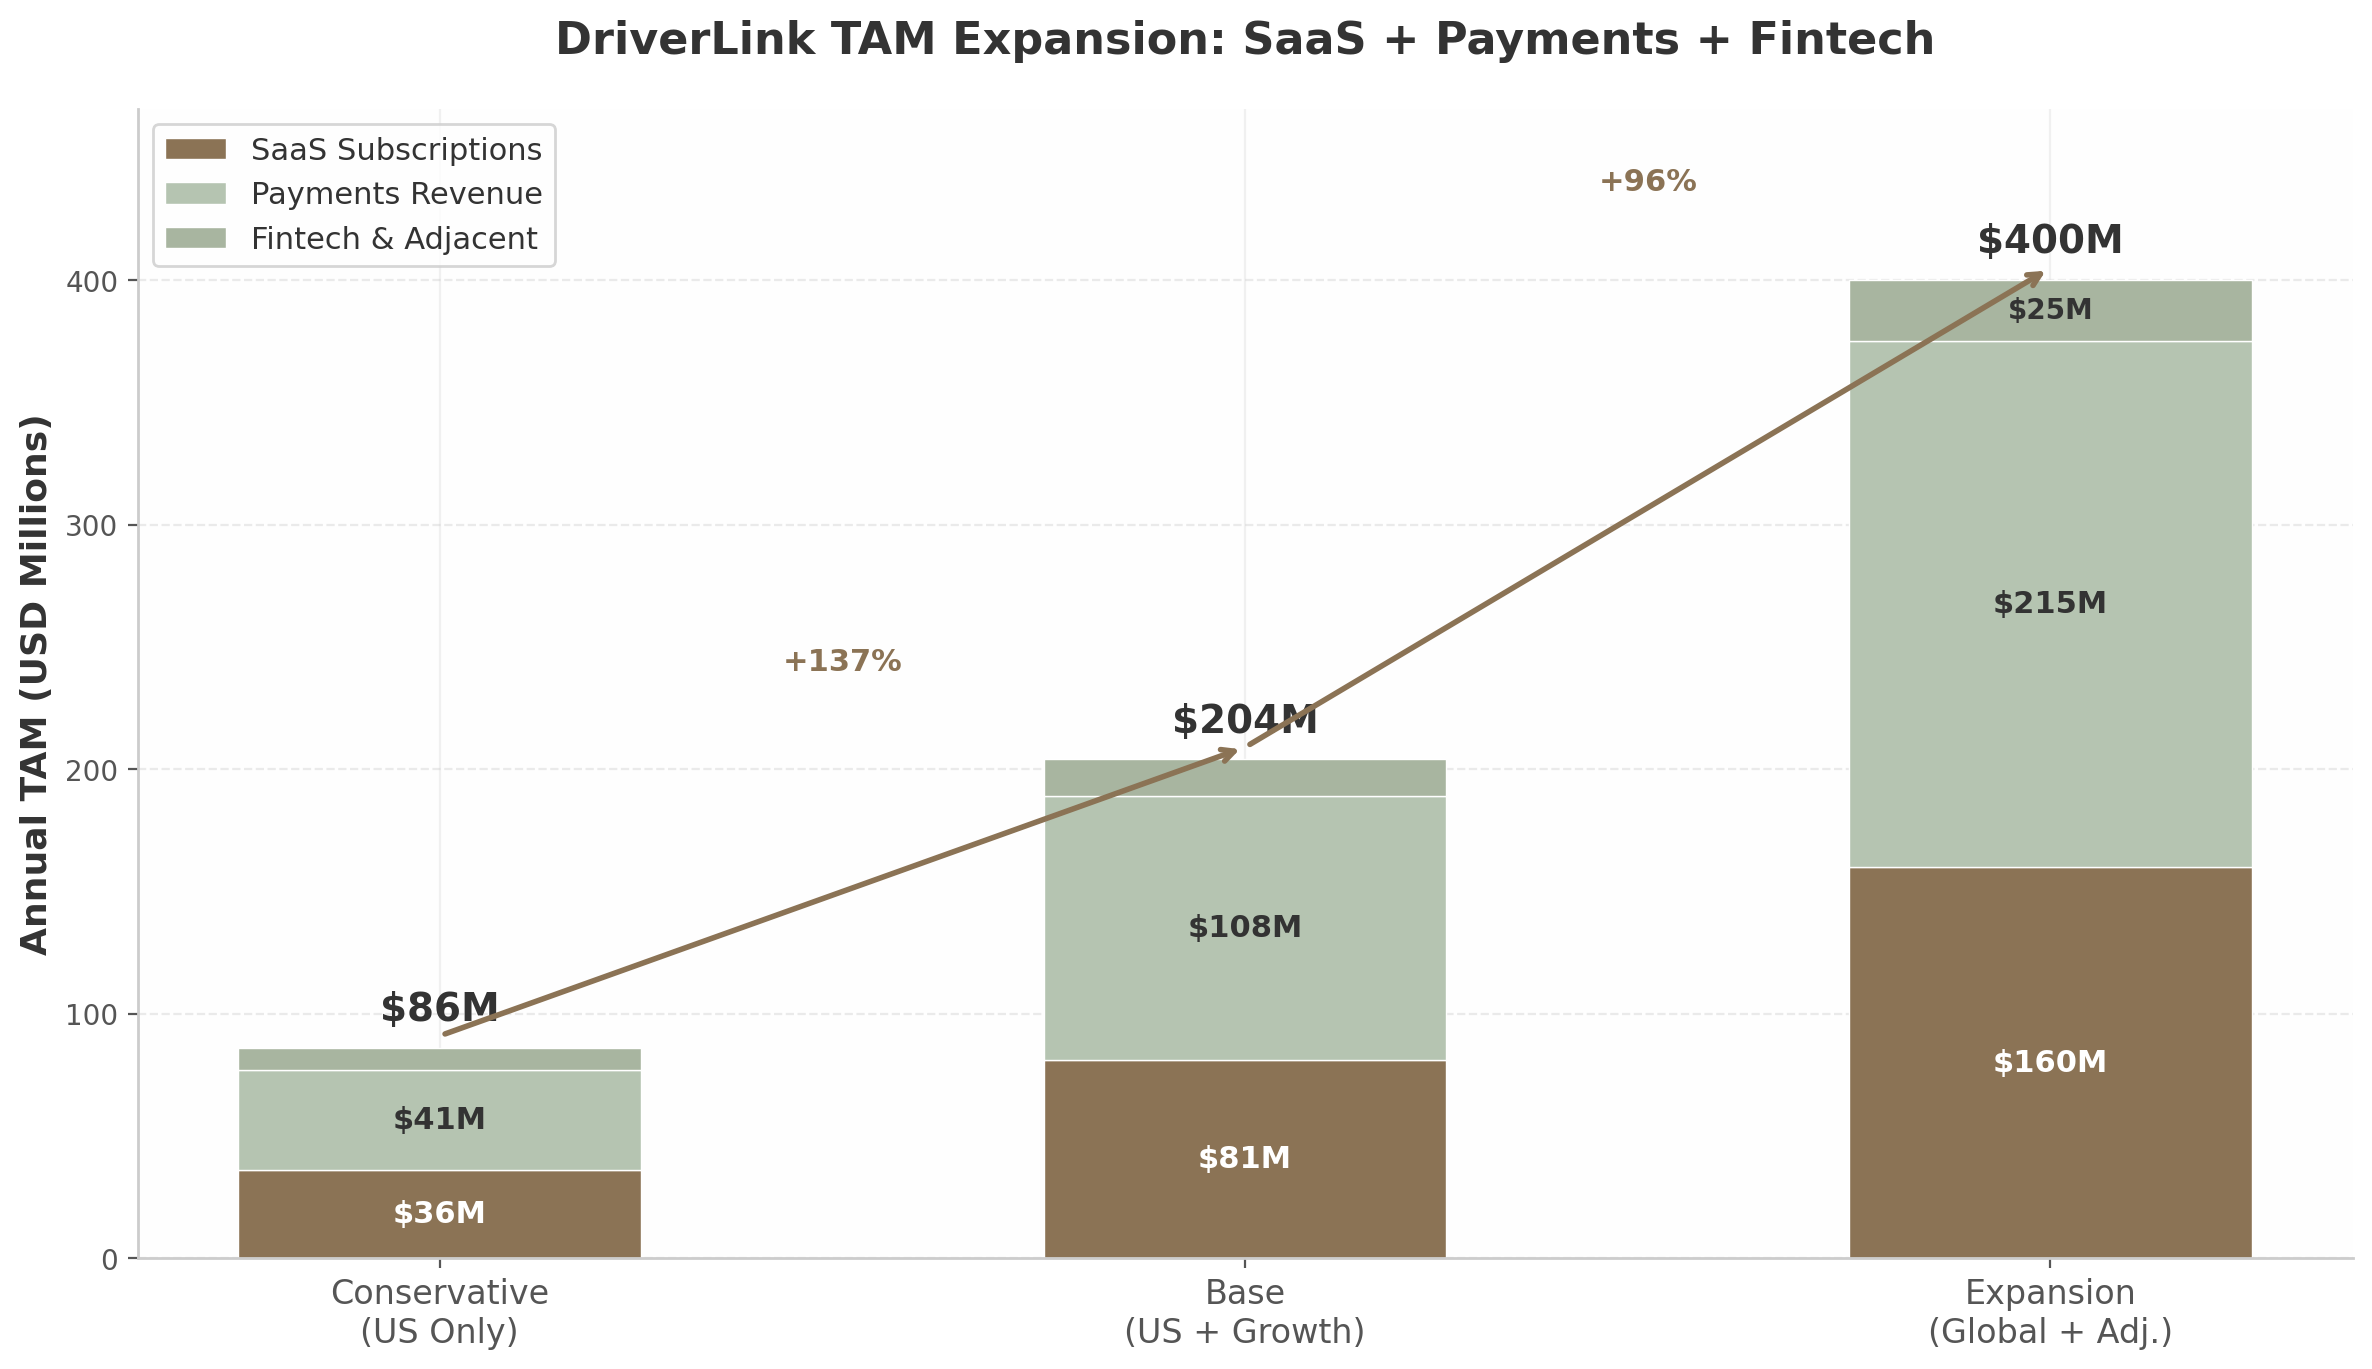 DriverLink TAM Expansion: SaaS + Payments + Fintech
SaaS Subscriptions
Payments Revenue
Fintech & Adjacent
Annual TAM (USD Millions)
400
300
200
100
0
+96%
$400M
$25M
$215M
$160M
+137%
$204M
$108M
$81M
$86M
$41M
$36M
Conservative
(US Only)
Base
(US + Growth)
Expansion
(Global + Adj.)